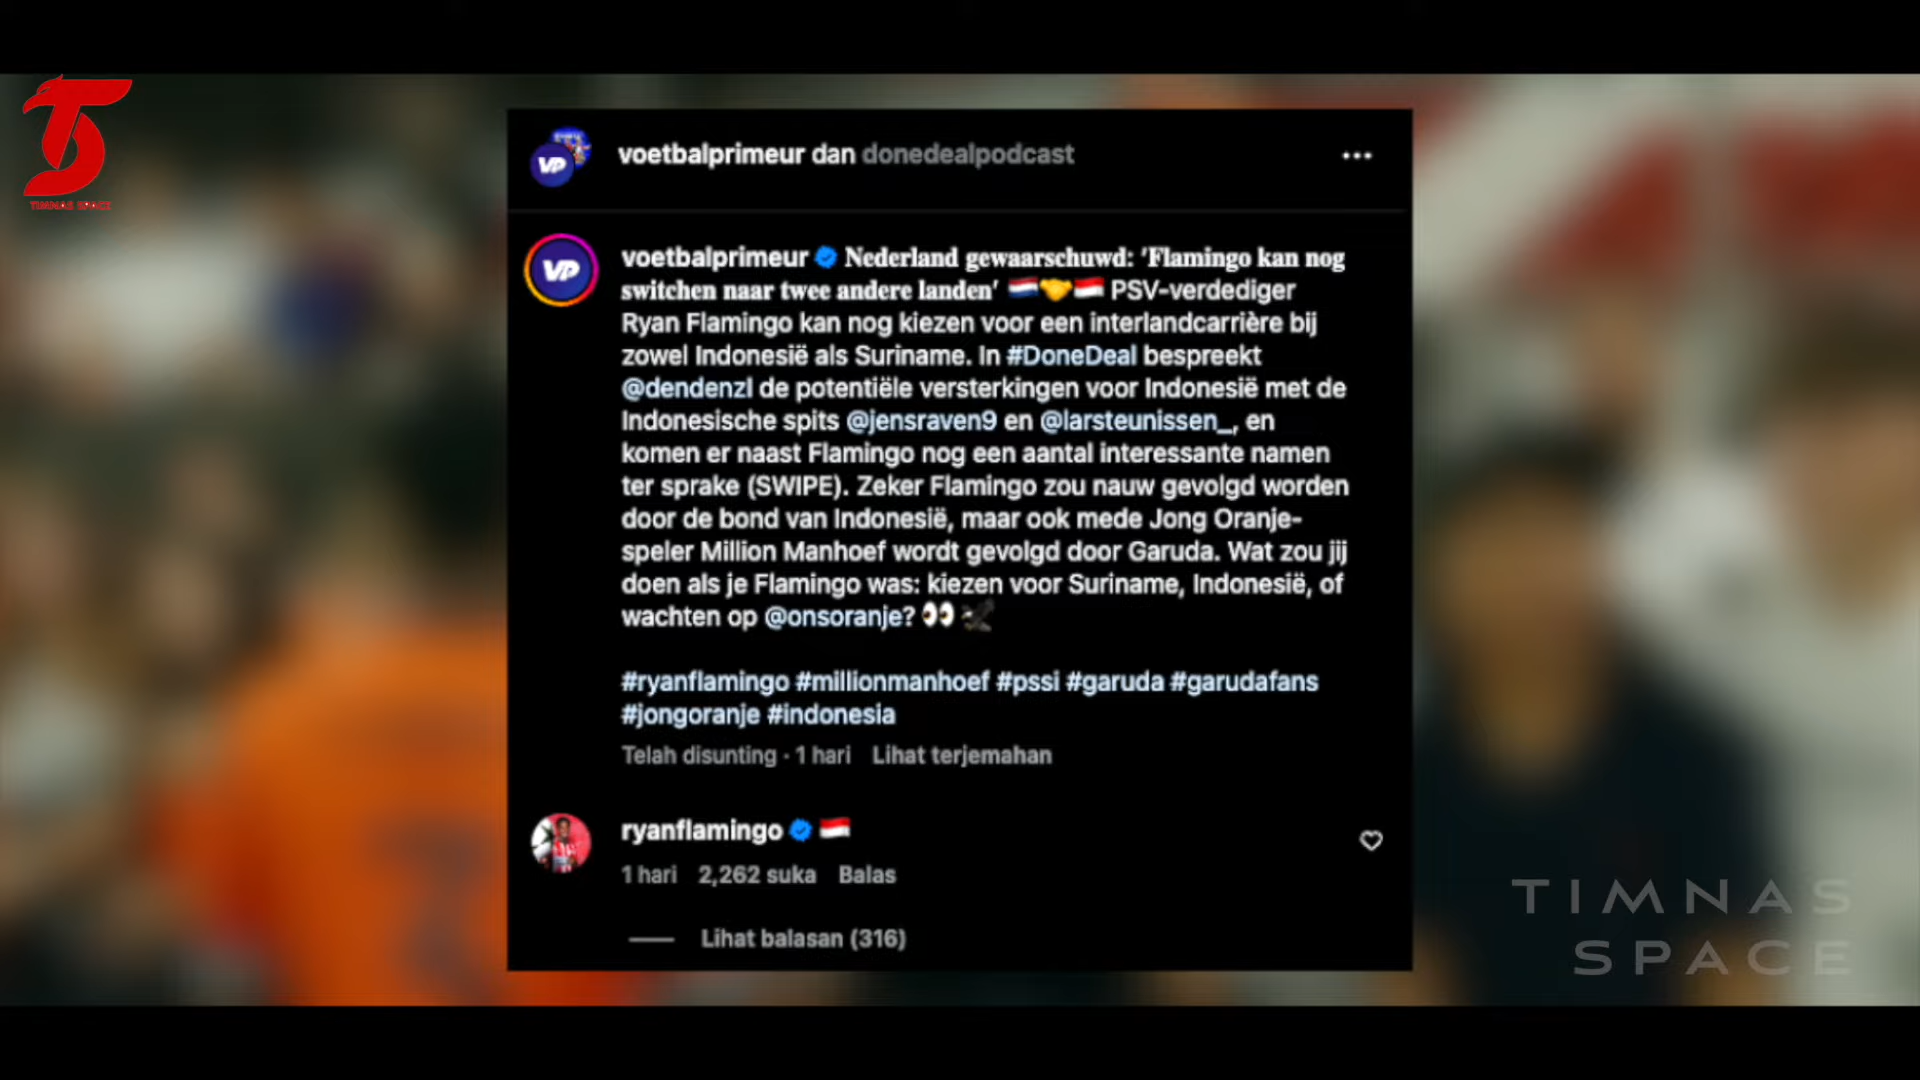 TIMNAS SPACE
voetbalprimeur dan donedealpodcast
VP
voetbalprimeur Nederland gewaarschuwd: 'Flamingo kan nog
switchen naar twee andere landen' 🇳🇱🤝🇮🇩 PSV-verdediger
Ryan Flamingo kan nog kiezen voor een interlandcarrière bij
zowel Indonesië als Suriname. In #DoneDeal bespreekt
@dendenzl de potentiële versterkingen voor Indonesië met de
Indonesische spits @jensraven9 en @larsteunissen_, en
komen er naast Flamingo nog een aantal interessante namen
ter sprake (SWIPE). Zeker Flamingo zou nauw gevolgd worden
door de bond van Indonesië, maar ook mede Jong Oranje-
speler Million Manhoef wordt gevolgd door Garuda. Wat zou jij
doen als je Flamingo was: kiezen voor Suriname, Indonesië, of
wachten op @onsoranje? 👀🦅
#ryanflamingo #millionmanhoef #pssi #garuda #garudafans
#jongoranje #indonesia
Telah disunting · 1 hari Lihat terjemahan
VP
ryanflamingo 🇮🇩
1 hari 2,262 suka Balas
Lihat balasan (316)
TIMNAS
SPACE